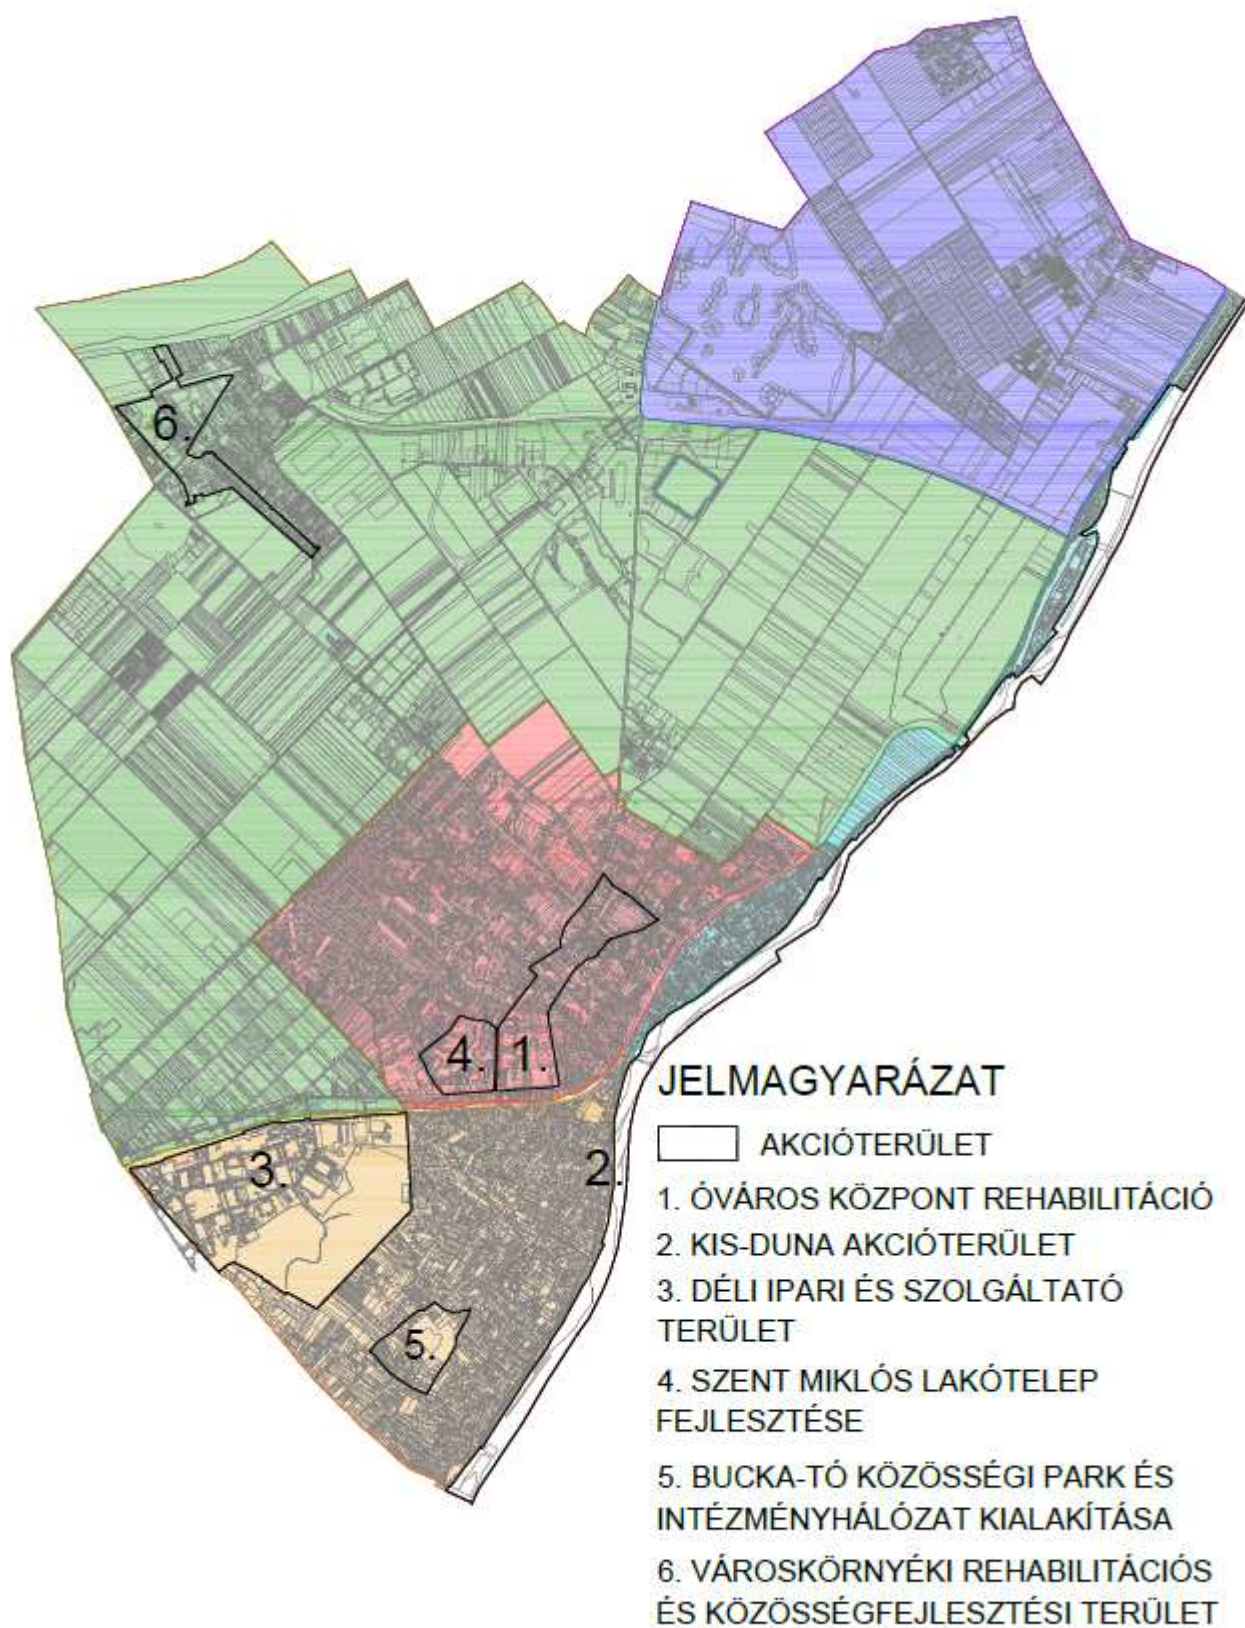 6.
4.
1.
3.
2.
5.
JELMAGYARÁZAT
AKCIÓTERÜLET
1. ÓVÁROS KÖZPONT REHABILITÁCIÓ
2. KIS-DUNA AKCIÓTERÜLET
3. DÉLI IPARI ÉS SZOLGÁLTATÓ
TERÜLET
4. SZENT MIKLÓS LAKÓTELEP
FEJLESZTÉSE
5. BUCKA-TÓ KÖZÖSSÉGI PARK ÉS
INTÉZMÉNYHÁLÓZAT KIALAKÍTÁSA
6. VÁROSKÖRNYÉKI REHABILITÁCIÓS
ÉS KÖZÖSSÉGFEJLESZTÉSI TERÜLET